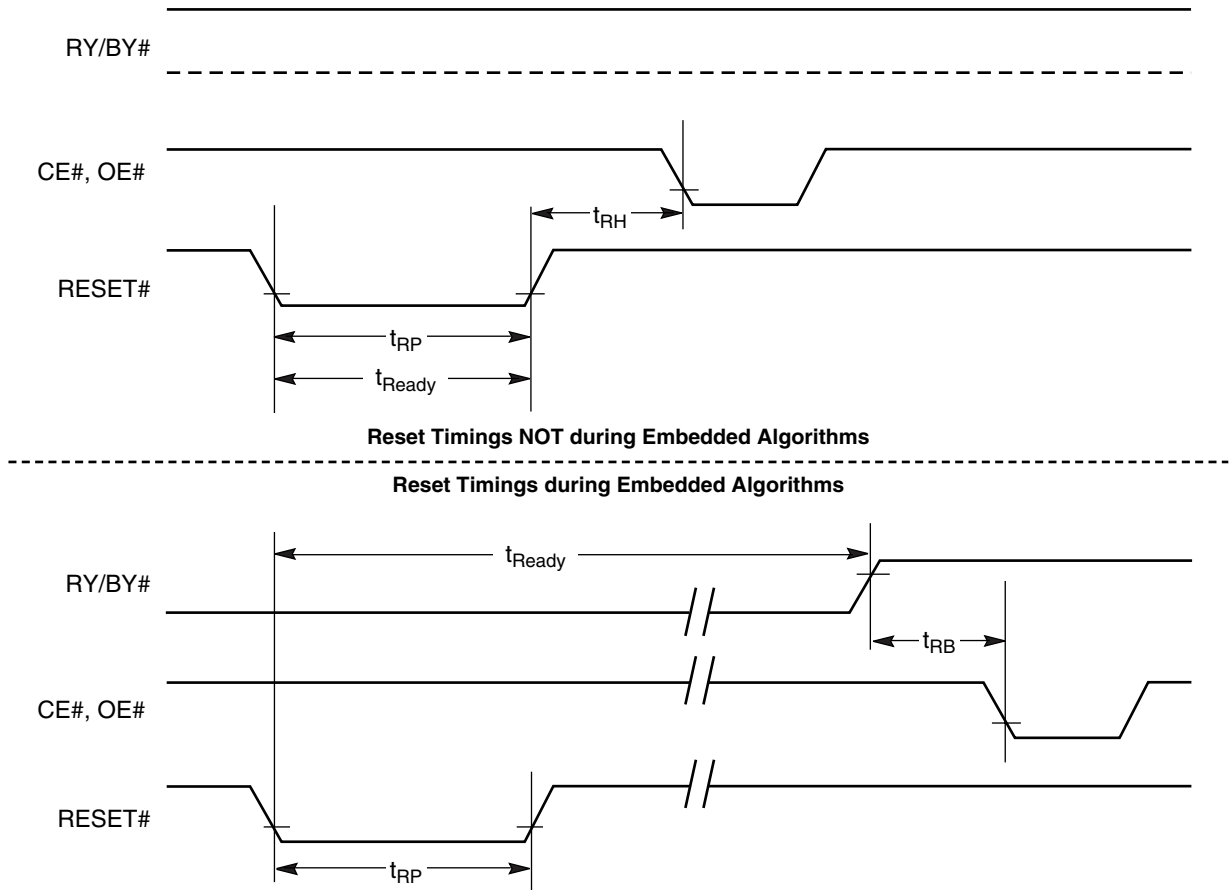 RY/BY#
CE#, OE#
tRH
RESET#
tRP
tReady
Reset Timings NOT during Embedded Algorithms
Reset Timings during Embedded Algorithms
tReady
RY/BY#
tRB
CE#, OE#
RESET#
tRP